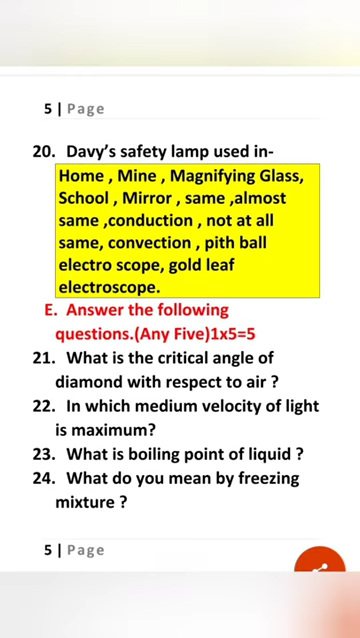 5 | Page
20. Davy's safety lamp used in-
Home , Mine , Magnifying Glass,
School , Mirror , same ,almost
same ,conduction , not at all
same, convection , pith ball
electro scope, gold leaf
electroscope.
E. Answer the following
questions.(Any Five)1x5=5
21. What is the critical angle of
diamond with respect to air ?
22. In which medium velocity of light
is maximum?
23. What is boiling point of liquid ?
24. What do you mean by freezing
mixture ?
5 | Page